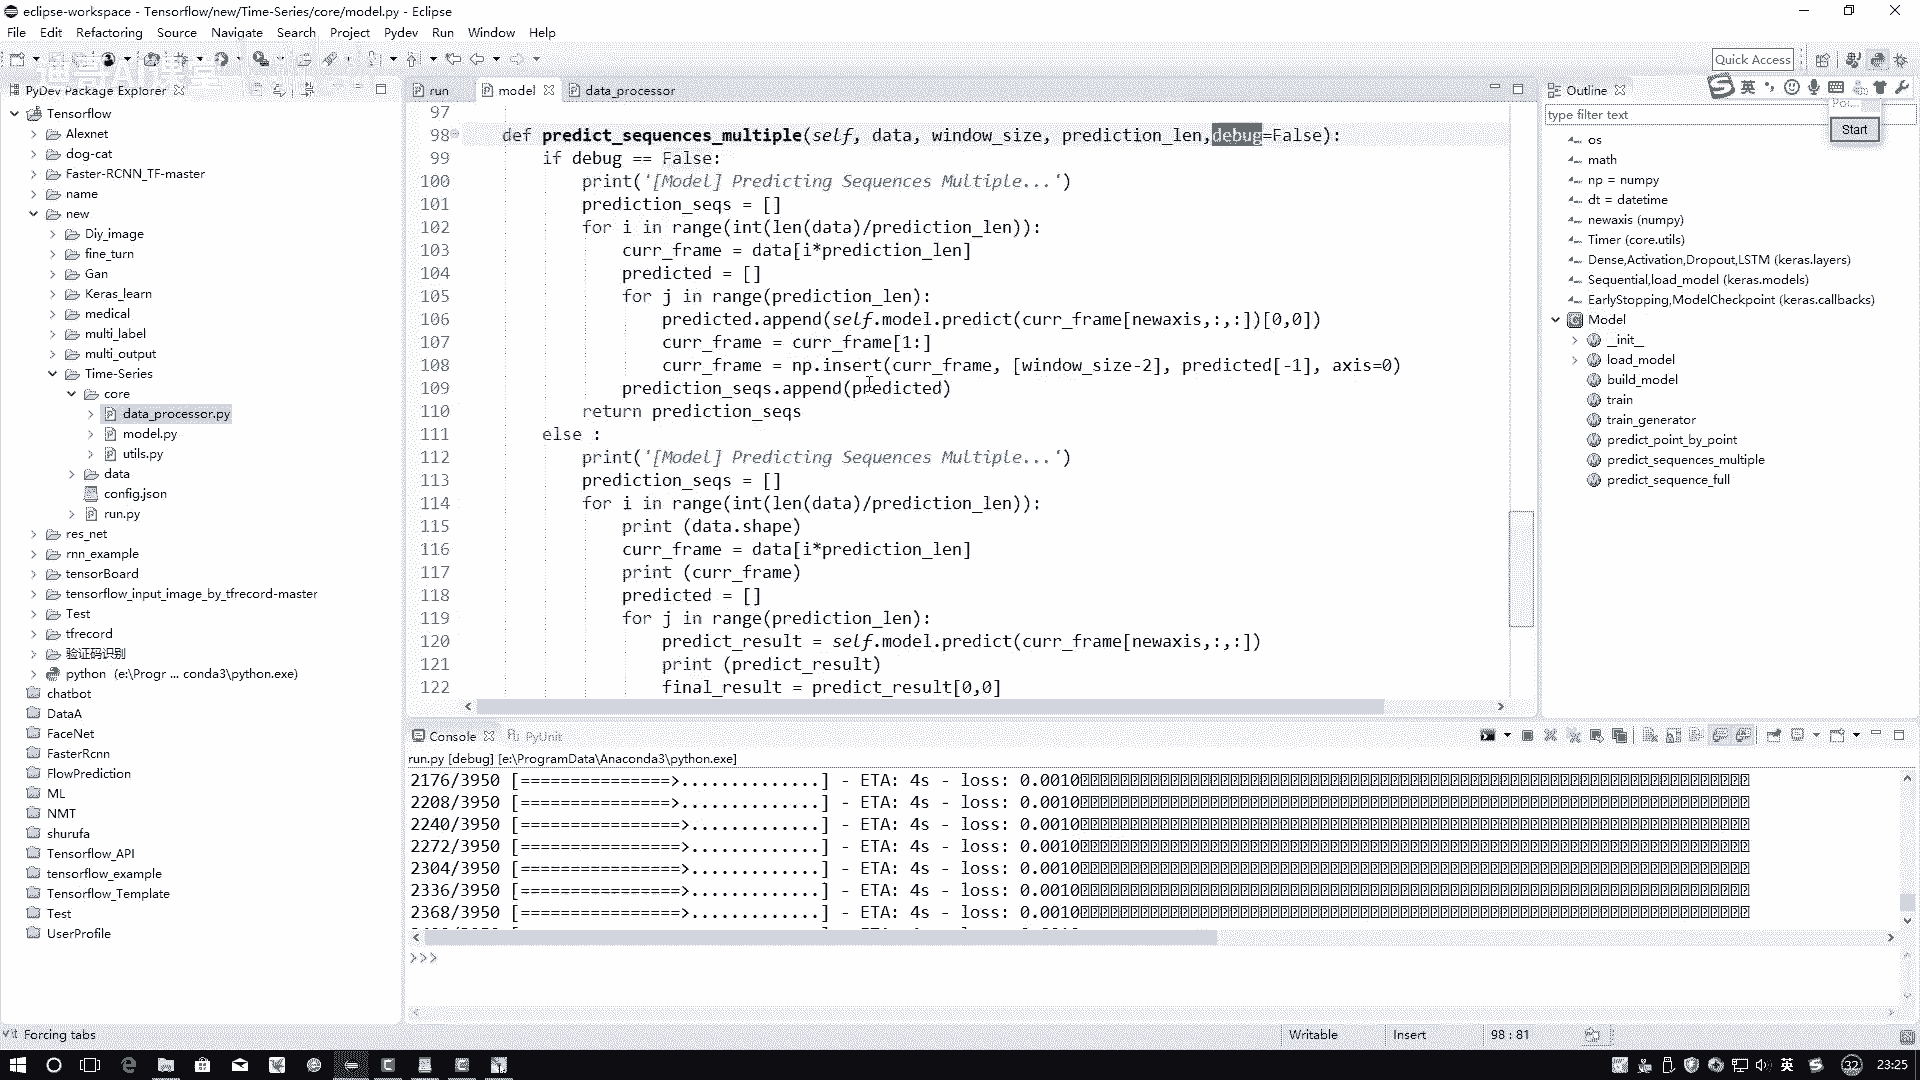 eclipse-workspace - Tensorflow/new/Time-Series/core/model.py - Eclipse
File Edit Refactoring Source Navigate Search Project Pydev Run Window Help
Quick Access
PyDev Package Explorer
Tensorflow
Alexnet
dog-cat
Faster-RCNN_TF-master
name
new
Diy_image
fine_turn
Gan
Keras_learn
medical
multi_label
multi_output
Time-Series
core
data_processor.py
model.py
utils.py
data
config.json
run.py
res_net
rnn_example
tensorBoard
tensorflow_input_image_by_tfrecord-master
Test
tfrecord
验证码识别
python (e:\Progr ... conda3\python.exe)
chatbot
DataA
FaceNet
FasterRcnn
FlowPrediction
ML
NMT
shurufa
Tensorflow_API
tensorflow_example
Tensorflow_Template
Test
UserProfile
run model data_processor
97
98 def predict_sequences_multiple(self, data, window_size, prediction_len,debug=False):
99 if debug == False:
100 print('[Model] Predicting Sequences Multiple...')
101 prediction_seqs = []
102 for i in range(int(len(data)/prediction_len)):
103 curr_frame = data[i*prediction_len]
104 predicted = []
105 for j in range(prediction_len):
106 predicted.append(self.model.predict(curr_frame[newaxis,:,:])[0,0])
107 curr_frame = curr_frame[1:]
108 curr_frame = np.insert(curr_frame, [window_size-2], predicted[-1], axis=0)
109 prediction_seqs.append(predicted)
110 return prediction_seqs
111 else :
112 print('[Model] Predicting Sequences Multiple...')
113 prediction_seqs = []
114 for i in range(int(len(data)/prediction_len)):
115 print (data.shape)
116 curr_frame = data[i*prediction_len]
117 print (curr_frame)
118 predicted = []
119 for j in range(prediction_len):
120 predict_result = self.model.predict(curr_frame[newaxis,:,:])
121 print (predict_result)
122 final_result = predict_result[0,0]
Outline
英
type filter text
Start
os
math
np = numpy
dt = datetime
newaxis (numpy)
Timer (core.utils)
Dense,Activation,Dropout,LSTM (keras.layers)
Sequential,load_model (keras.models)
EarlyStopping,ModelCheckpoint (keras.callbacks)
Model
__init__
load_model
build_model
train
train_generator
predict_point_by_point
predict_sequences_multiple
predict_sequence_full
Console PyUnit
run.py [debug] [e:\ProgramData\Anaconda3\python.exe]
2176/3950 [===============>..............] - ETA: 4s - loss: 0.0010
2208/3950 [===============>..............] - ETA: 4s - loss: 0.0010
2240/3950 [================>.............] - ETA: 4s - loss: 0.0010
2272/3950 [================>.............] - ETA: 4s - loss: 0.0010
2304/3950 [================>.............] - ETA: 4s - loss: 0.0010
2336/3950 [================>.............] - ETA: 4s - loss: 0.0010
2368/3950 [================>.............] - ETA: 4s - loss: 0.0010
>>>
Forcing tabs
Writable
Insert
98 : 81
英
32
23:25